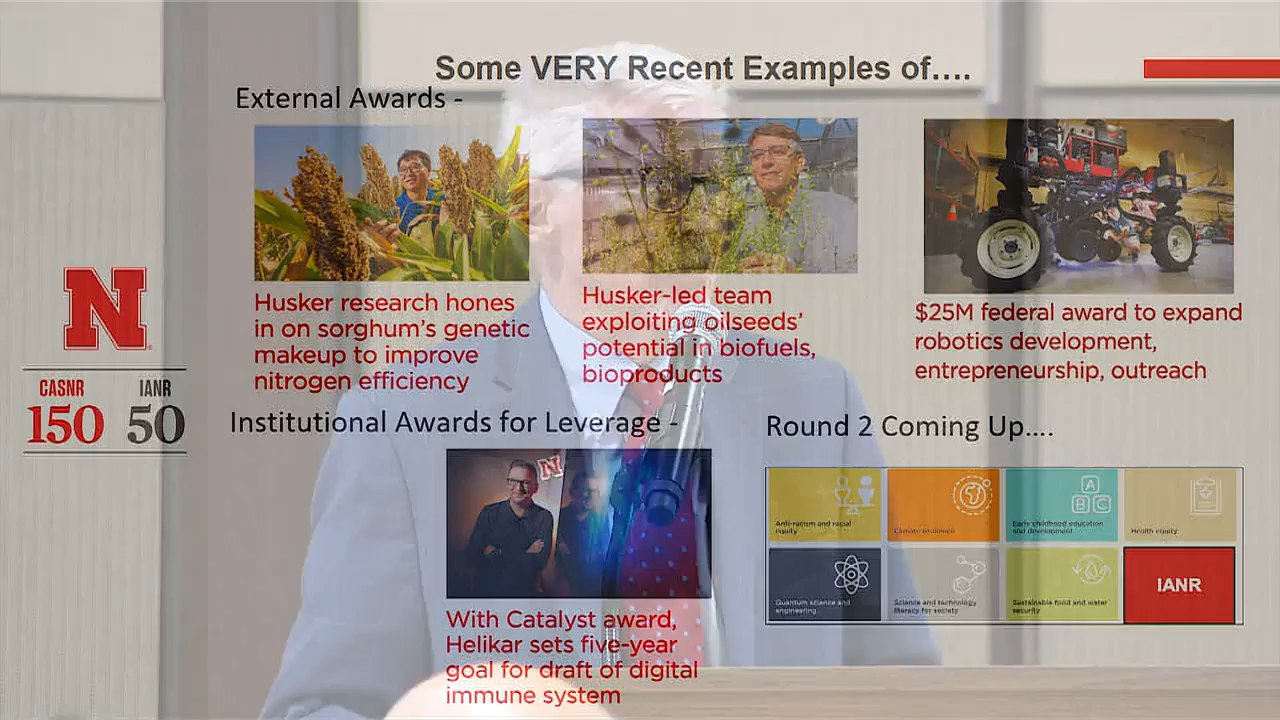 Some VERY Recent Examples of....
External Awards -
Husker research hones
in on sorghum's genetic
makeup to improve
nitrogen efficiency
Husker-led team
exploiting oilseeds'
potential in biofuels,
bioproducts
$25M federal award to expand
robotics development,
entrepreneurship, outreach
N
CASNR
150
IANR
50
Institutional Awards for Leverage -
N
With Catalyst award,
Helikar sets five-year
goal for draft of digital
immune system
Round 2 Coming Up....
Anti-racism and racial
equity
Climate resilience
A
B C
Early childhood education
and development
Health equity
Quantum science and
engineering
Science and technology
literacy for society
Sustainable food and water
security
IANR